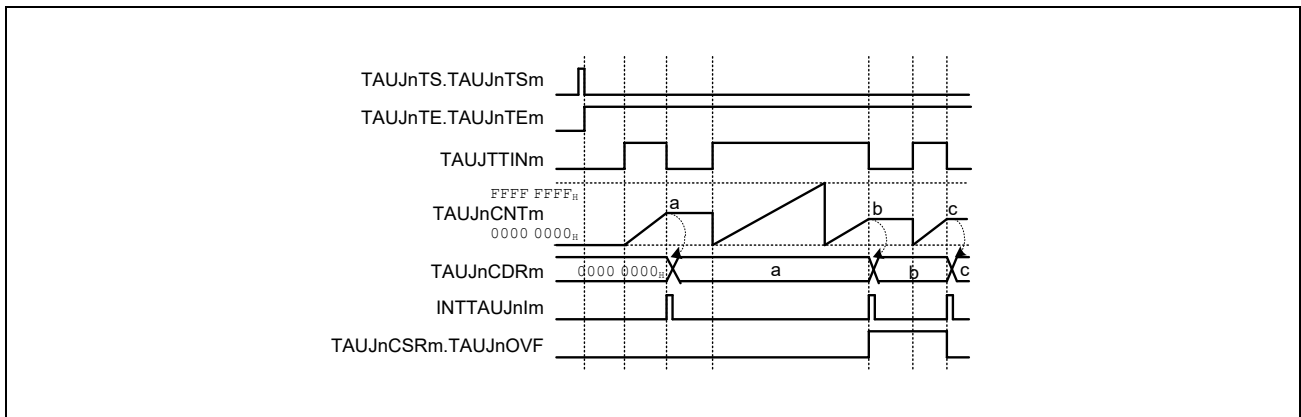 TAUJnTS.TAUJnTSm
TAUJnTE.TAUJnTEm
TAUJTTINm
FFFF FFFFH
TAUJnCNTm
0000 0000H
a
b
c
TAUJnCDRm
0000 0000H
a
b
c
INTTAUJnIm
TAUJnCSRm.TAUJnOVF